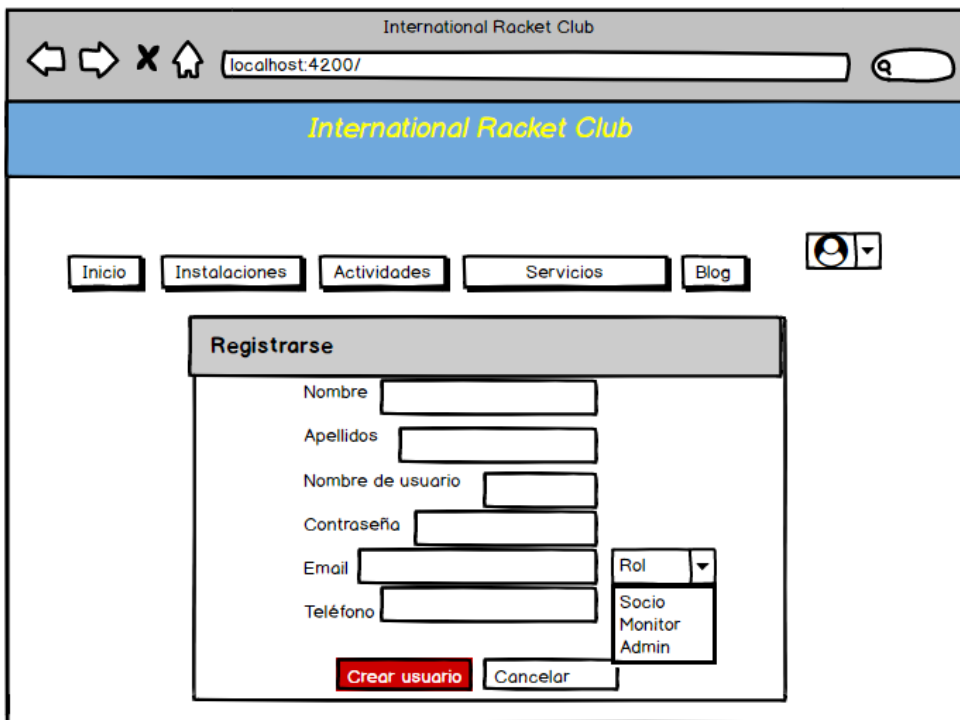 International Racket Club
localhost:4200/
International Racket Club
Inicio Instalaciones Actividades Servicios Blog
Registrarse
Nombre
Apellidos
Nombre de usuario
Contraseña
Email Rol
Teléfono Socio
Monitor
Admin
Crear usuario Cancelar